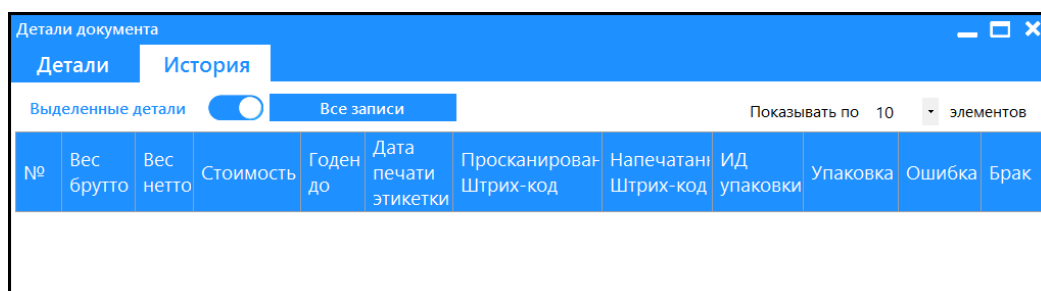 Детали документа
Детали История
Выделенные детали Все записи Показывать по 10 элементов
№ Вес брутто Вес нетто Стоимость Годен до Дата печати этикетки Просканирован Штрих-код Напечатан Штрих-код ИД упаковки Упаковка Ошибка Брак